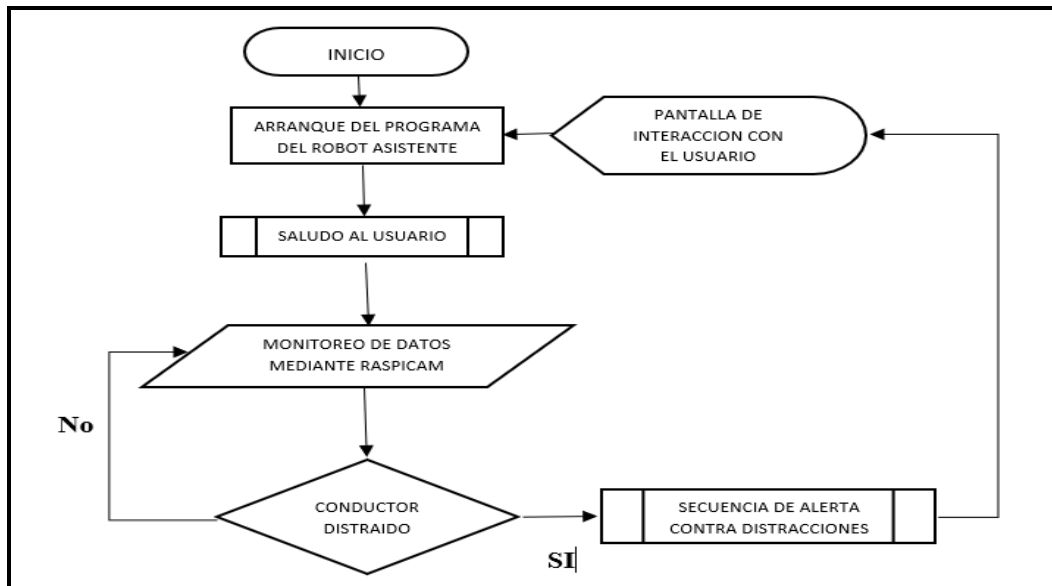 INICIO
ARRANQUE DEL PROGRAMA
DEL ROBOT ASISTENTE
PANTALLA DE
INTERACCION CON
EL USUARIO
SALUDO AL USUARIO
MONITOREO DE DATOS
MEDIANTE RASPICAM
No
CONDUCTOR
DISTRAIDO
SI
SECUENCIA DE ALERTA
CONTRA DISTRACCIONES